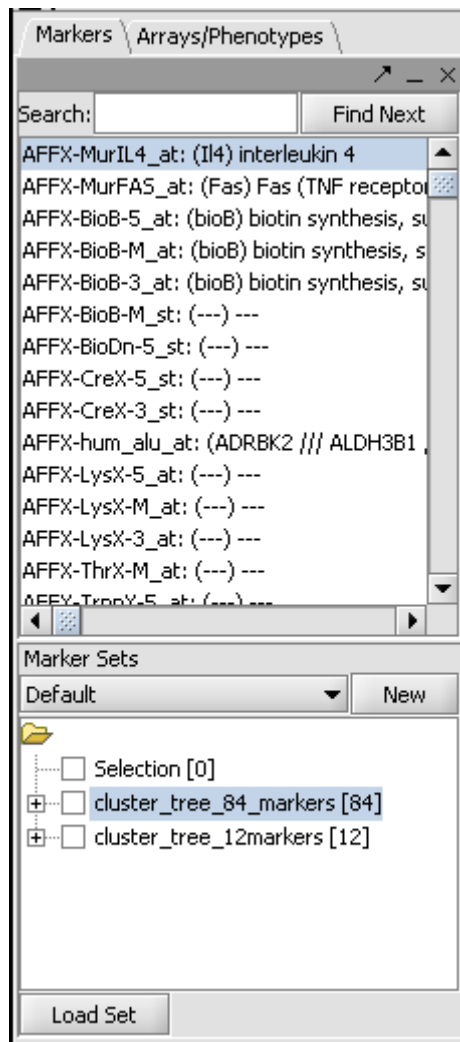 Markers Arrays/Phenotypes
Search: Find Next
AFFX-MurIL4_at: (Il4) interleukin 4
AFFX-MurFAS_at: (Fas) Fas (TNF recepto
AFFX-BioB-5_at: (bioB) biotin synthesis, su
AFFX-BioB-M_at: (bioB) biotin synthesis, s
AFFX-BioB-3_at: (bioB) biotin synthesis, su
AFFX-BioB-M_st: (---) ---
AFFX-BioDn-5_st: (---) ---
AFFX-CreX-5_st: (---) ---
AFFX-CreX-3_st: (---) ---
AFFX-hum_alu_at: (ADRBK2 /// ALDH3B1 ,
AFFX-LysX-5_at: (---) ---
AFFX-LysX-M_at: (---) ---
AFFX-LysX-3_at: (---) ---
AFFX-ThrX-M_at: (---) ---
AFFX-TrpnX-5_at: (---) ---
Marker Sets
Default New
Selection [0]
cluster_tree_84_markers [84]
cluster_tree_12markers [12]
Load Set